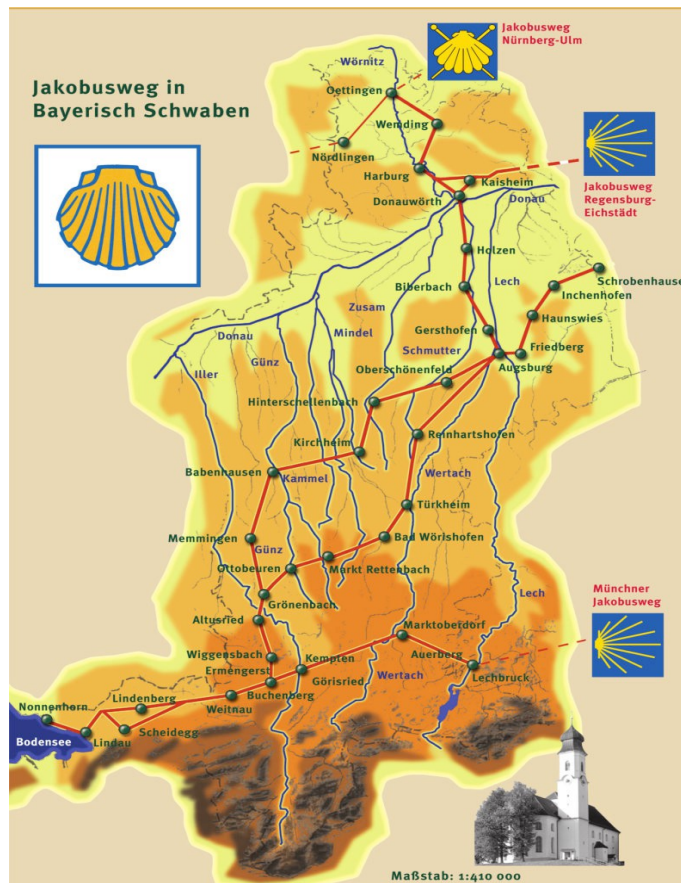 Jakobusweg in
Bayerisch Schwaben
Jakobusweg
Nürnberg-Ulm
Wörnitz
Oettingen
Wemding
Nördlingen
Harburg
Kaisheim
Jakobusweg
Regensburg-
Eichstädt
Donauwörth
Donau
Holzen
Schrobenhause
Biberbach
Lech
Inchenhofen
Zusam
Haunswies
Donau
Mindel
Gersthofen
Günz
Schmutter
Friedberg
Iller
Oberschönenfeld
Augsburg
Hinterschellenbach
Reinhartshofen
Kirchheim
Babenhausen
Kammel
Wertach
Türkheim
Memmingen
Günz
Bad Wörishofen
Ottobeuren
Markt Rettenbach
Lech
Münchner
Jakobusweg
Grönenbach
Altusried
Marktoberdorf
Wiggensbach
Kempten
Auerberg
Ermengerst
Görisried
Wertach
Lechbruck
Buchenberg
Lindenberg
Weitnau
Nonnenhorn
Scheidegg
Bodensee
Lindau
Maßstab: 1:410 000